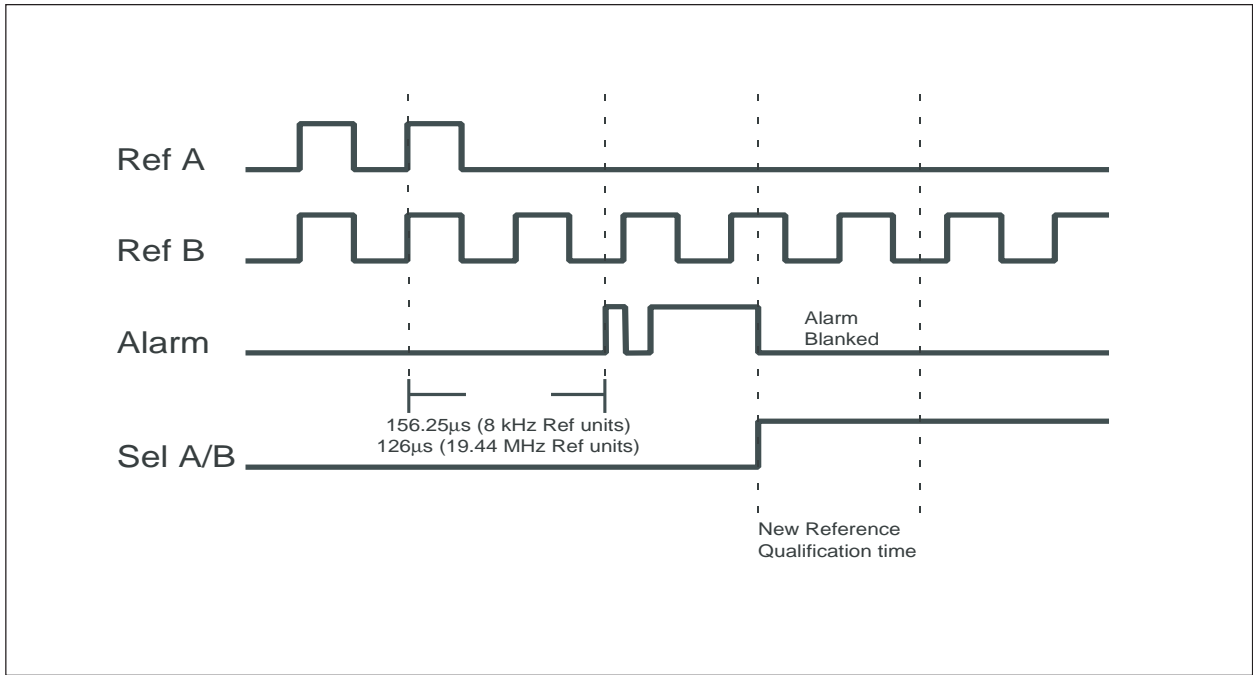 Ref A
Ref B
Alarm
Alarm
Blanked
156.25μs (8 kHz Ref units)
126μs (19.44 MHz Ref units)
Sel A/B
New Reference
Qualification time